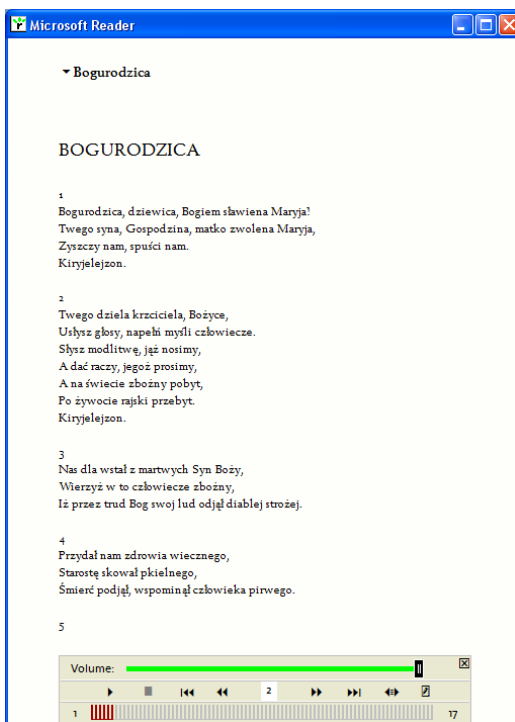 Microsoft Reader
Bogurodzica
BOGURODZICA
1
Bogurodzica, dziewica, Bogiem sławiena Maryja!
Twego syna, Gospodzina, matko zwolena Maryja,
Zyszczy nam, spuści nam.
Kiryjelejzon.
2
Twego dziela krzciciela, Bożyce,
Usłysz głosy, napełń myśli człowiecze.
Słysz modlitwę, jąż nosimy,
A dać raczy, jegoż prosimy,
A na świecie zbożny pobyt,
Po żywocie rajski przebyt.
Kiryjelejzon.
3
Nas dla wstał z martwych Syn Boży,
Wierzyż w to człowiecze zbożny,
Iż przez trud Bog swoj lud odjął diablej strożej.
4
Przydał nam zdrowia wiecznego,
Starostę skował pkielnego,
Śmierć podjął, wspominął człowieka pirwego.
5
Volume:
2
1 17